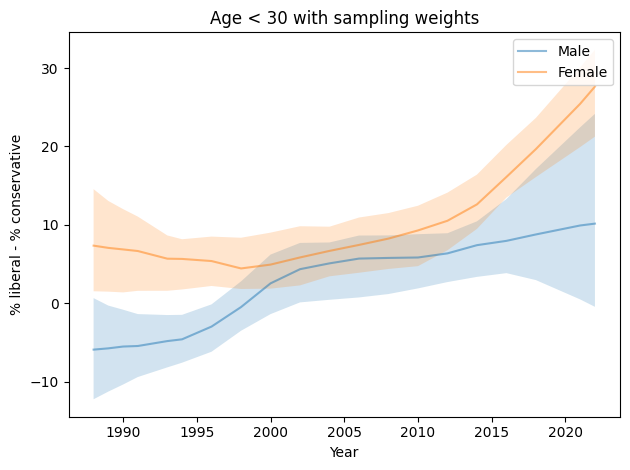 Age < 30 with sampling weights
Male
Female
% liberal - % conservative
30
20
10
0
−10
1990
1995
2000
2005
2010
2015
2020
Year